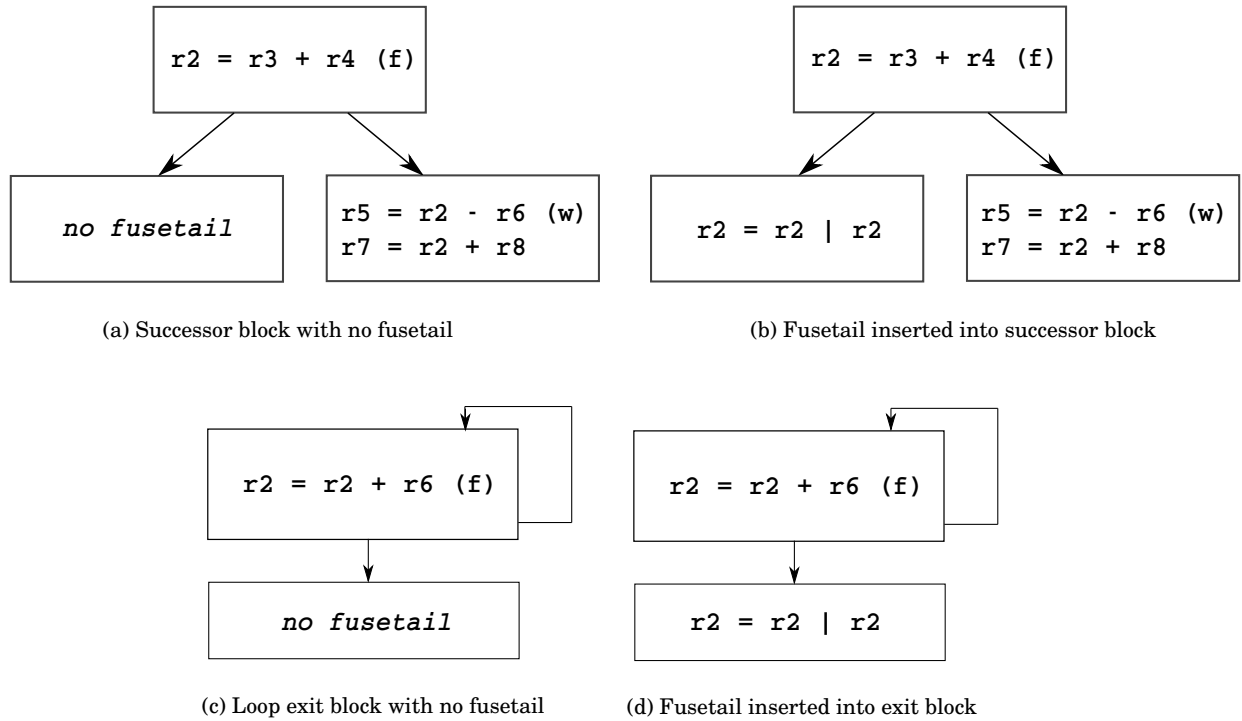 r2 = r3 + r4 (f)
no fusetail
r5 = r2 - r6 (w)
r7 = r2 + r8
(a) Successor block with no fusetail
r2 = r3 + r4 (f)
r2 = r2 | r2
r5 = r2 - r6 (w)
r7 = r2 + r8
(b) Fusetail inserted into successor block
r2 = r2 + r6 (f)
no fusetail
(c) Loop exit block with no fusetail
r2 = r2 + r6 (f)
r2 = r2 | r2
(d) Fusetail inserted into exit block